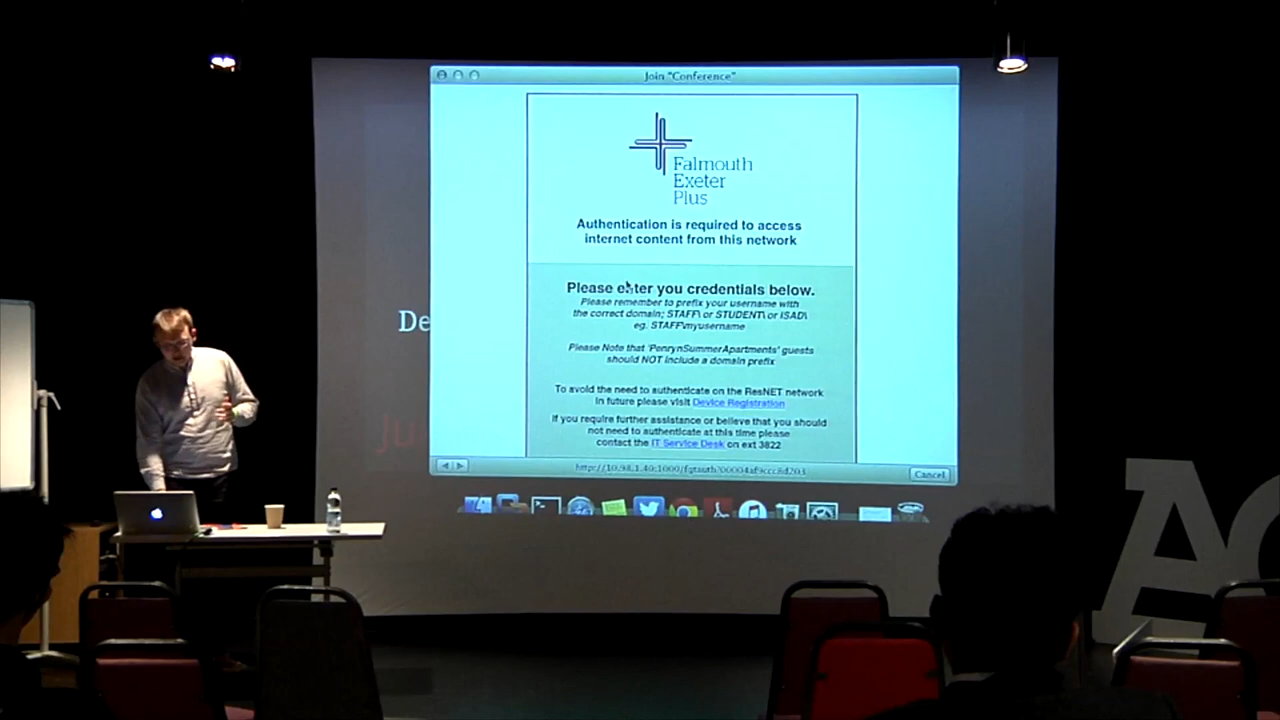 Join "Conference"
Falmouth
Exeter
Plus
Authentication is required to access
internet content from this network
Please enter you credentials below.
Please remember to prefix your username with
the correct domain; STAFF\ or STUDENT\ or ISAD\
eg. STAFF\myusername
Please Note that 'PenrynSummerApartments' guests
should NOT include a domain prefix
To avoid the need to authenticate on the ResNET network
in future please visit Device Registration
If you require further assistance or believe that you should
not need to authenticate at this time please
contact the IT Service Desk on ext 3822
Cancel
De
Ju
A